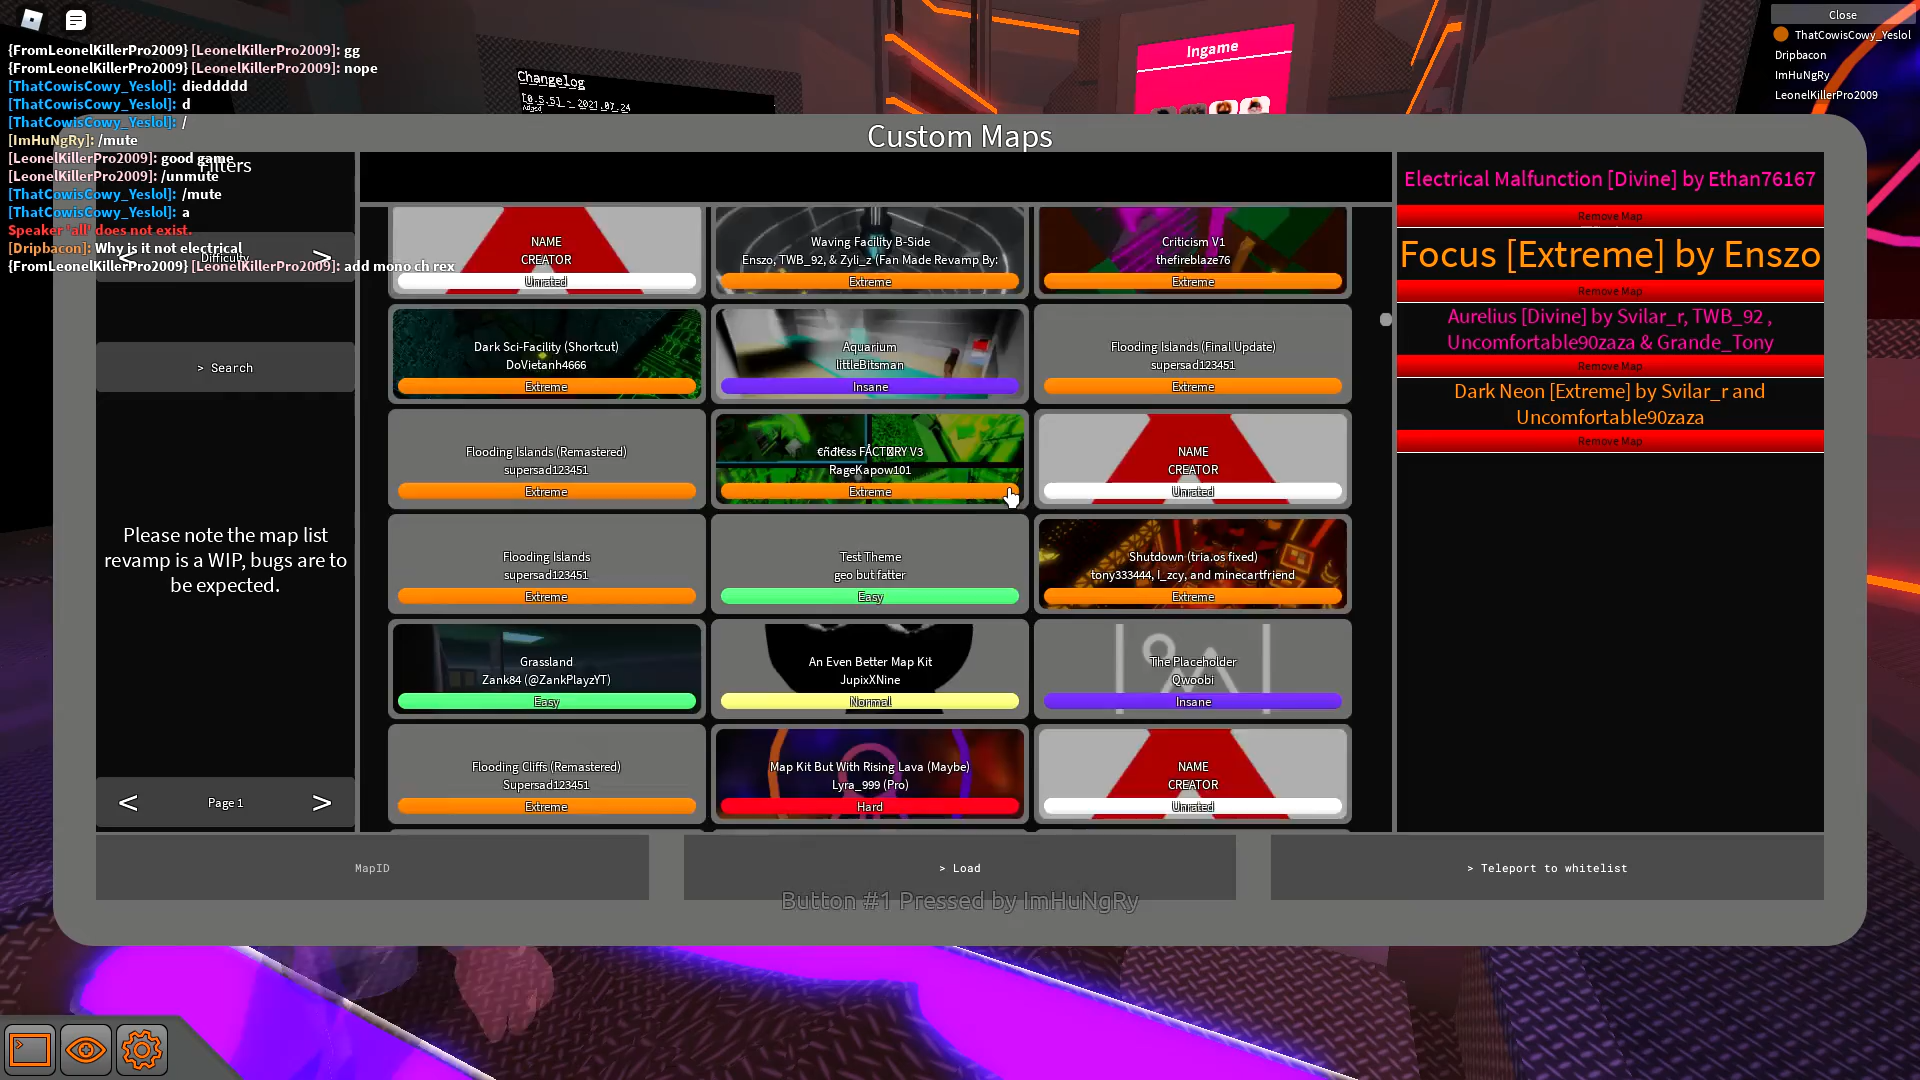 {FromLeonelKillerPro2009} [LeonelKillerPro2009]: gg
{FromLeonelKillerPro2009} [LeonelKillerPro2009]: nope
[ThatCowisCowy_Yeslol]: dieddddd
[ThatCowisCowy_Yeslol]: d
[ThatCowisCowy_Yeslol]: /
[ImHuNgRy]: /mute
[LeonelKillerPro2009]: good game
[LeonelKillerPro2009]: /unmute
[ThatCowisCowy_Yeslol]: /mute
[ThatCowisCowy_Yeslol]: a
Speaker 'all' does not exist.
[Dripbacon]: Why is it not electrical
{FromLeonelKillerPro2009} [LeonelKillerPro2009]: add mono ch rex
Changelog
[0.5.5] - 2021.07.24
Ingame
Close
ThatCowisCowy_Yeslol
Dripbacon
ImHuNgRy
LeonelKillerPro2009
Custom Maps
Filters
< Difficulty >
> Search
Please note the map list
revamp is a WIP, bugs are to
be expected.
< Page 1 >
NAME
CREATOR
Unrated
Waving Facility B-Side
Enszo, TWB_92, & Zyli_z (Fan Made Revamp By:
Extreme
Criticism V1
thefireblaze76
Extreme
Dark Sci-Facility (Shortcut)
DoVietanh4666
Extreme
Aquarium
littleBitsman
Insane
Flooding Islands (Final Update)
supersad123451
Extreme
Flooding Islands (Remastered)
supersad123451
Extreme
RageKapow101
Extreme
NAME
CREATOR
Unrated
Flooding Islands
supersad123451
Extreme
Test Theme
geo but fatter
Easy
Shutdown (tria.os fixed)
tony333444, I_zcy, and minecartfriend
Extreme
Grassland
Zank84 (@ZankPlayzYT)
Easy
An Even Better Map Kit
JupixXNine
Normal
The Placeholder
Qwoobi
Insane
Flooding Cliffs (Remastered)
Supersad123451
Extreme
Map Kit But With Rising Lava (Maybe)
Lyra_999 (Pro)
Hard
NAME
CREATOR
Unrated
Electrical Malfunction [Divine] by Ethan76167
Remove Map
Focus [Extreme] by Enszo
Remove Map
Aurelius [Divine] by Svilar_r, TWB_92 ,
Uncomfortable90zaza & Grande_Tony
Remove Map
Dark Neon [Extreme] by Svilar_r and
Uncomfortable90zaza
Remove Map
MapID
> Load
> Teleport to whitelist
Button #1 Pressed by ImHuNgRy